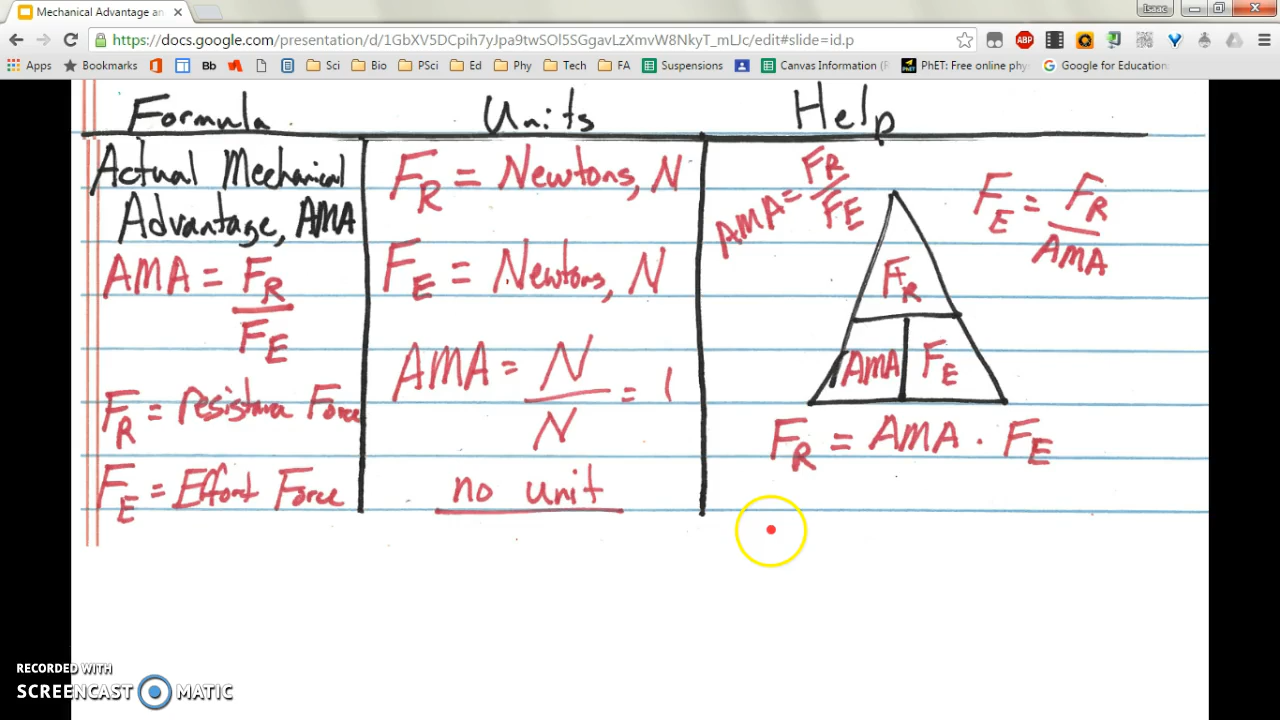 Mechanical Advantage an
Isaac
https://docs.google.com/presentation/d/1GbXV5DCpih7yJpa9twSOl5SGgavLzXmvW8NkyT_mLJc/edit#slide=id.p
ABP
Apps Bookmarks Bb Sci Bio PSci Ed Phy Tech FA Suspensions Canvas Information (R PhET: Free online phy: Google for Education:
Formula Units Help
Actual Mechanical
Advantage, AMA
AMA = FR
FE
FR = Resistance Force
FE = Effort Force
FR = Newtons, N
FE = Newtons, N
AMA = N
N
= 1
no unit
AMA = FR
FE
FE = FR
AMA
FR
AMA FE
FR = AMA · FE
RECORDED WITH
SCREENCAST MATIC